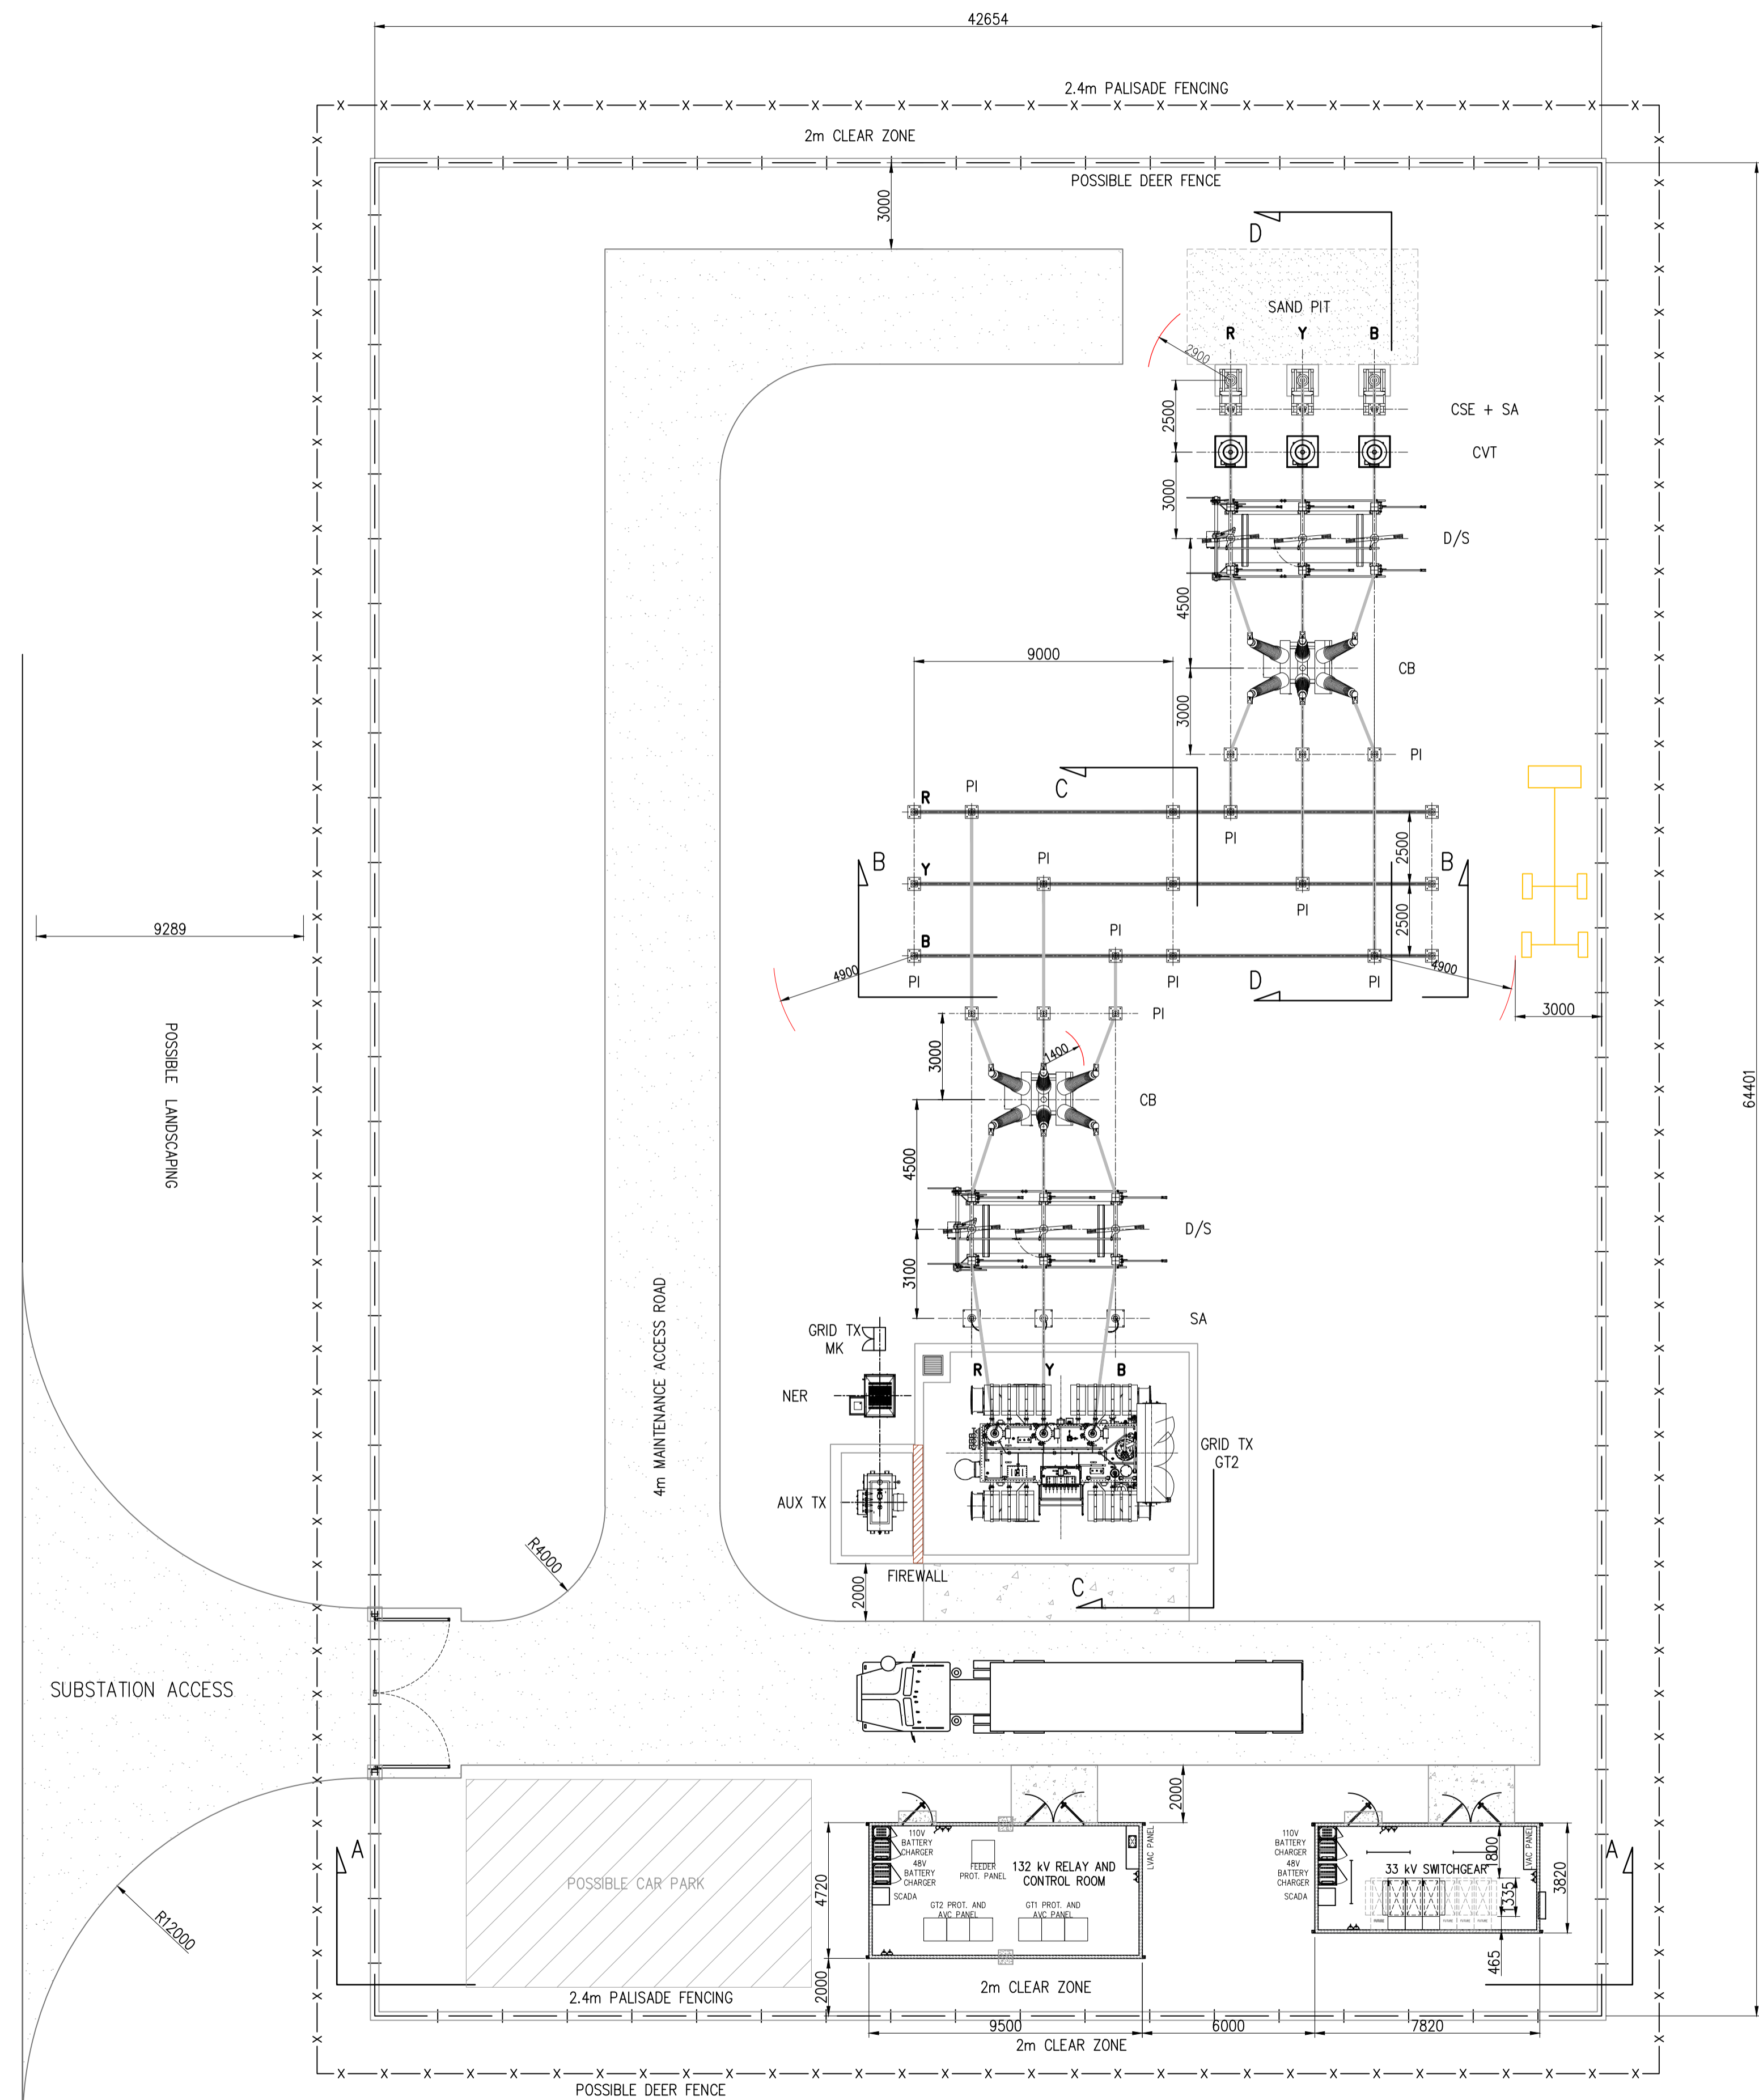 42654
2.4m PALISADE FENCING
2m CLEAR ZONE
POSSIBLE DEER FENCE
3000
D
SAND PIT
R Y B
2900
2500
CSE + SA
CVT
3000
D/S
4500
9000
CB
3000
PI
C
PI
R
PI
2500
B
PI
Y
B
PI
2500
PI
B
4900
PI
PI
D
PI
4900
3000
9289
POSSIBLE LANDSCAPING
64401
PI
3000
1400
CB
4500
D/S
3100
SA
4m MAINTENANCE ACCESS ROAD
GRID TX
MK
R Y B
NER
GRID TX
GT2
AUX TX
R4000
FIREWALL
2000
C
SUBSTATION ACCESS
2000
A
110V
BATTERY
CHARGER
48V
BATTERY
CHARGER
SCADA
FEEDER
PROT. PANEL
132 kV RELAY AND
CONTROL ROOM
LVAC PANEL
GT2 PROT. AND
AVC PANEL
GT1 PROT. AND
AVC PANEL
4720
2000
POSSIBLE CAR PARK
R12000
110V
BATTERY
CHARGER
48V
BATTERY
CHARGER
SCADA
33 kV SWITCHGEAR
LVAC PANEL
1800
1335
3820
465
A
2.4m PALISADE FENCING
2m CLEAR ZONE
9500
6000
7820
2m CLEAR ZONE
POSSIBLE DEER FENCE